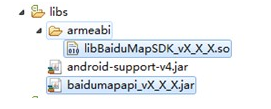 libs
armeabi
libBaiduMapSDK_vX_X_X.so
android-support-v4.jar
baidumapapi_vX_X_X.jar